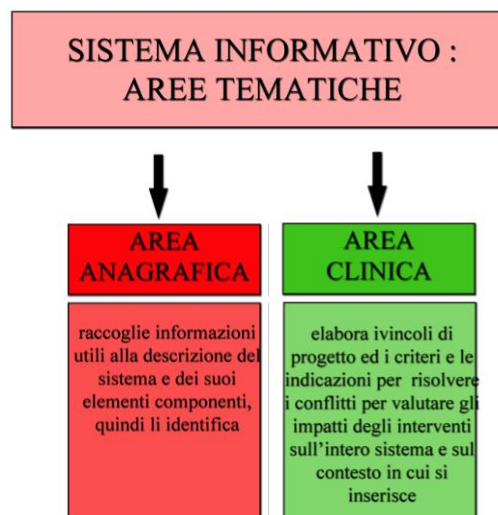 SISTEMA INFORMATIVO :
AREE TEMATICHE
AREA
ANAGRAFICA
raccoglie informazioni
utili alla descrizione del
sistema e dei suoi
elementi componenti,
quindi li identifica
AREA
CLINICA
elabora ivincoli di
progetto ed i criteri e le
indicazioni per risolvere
i conflitti per valutare gli
impatti degli interventi
sull'intero sistema e sul
contesto in cui si
inserisce